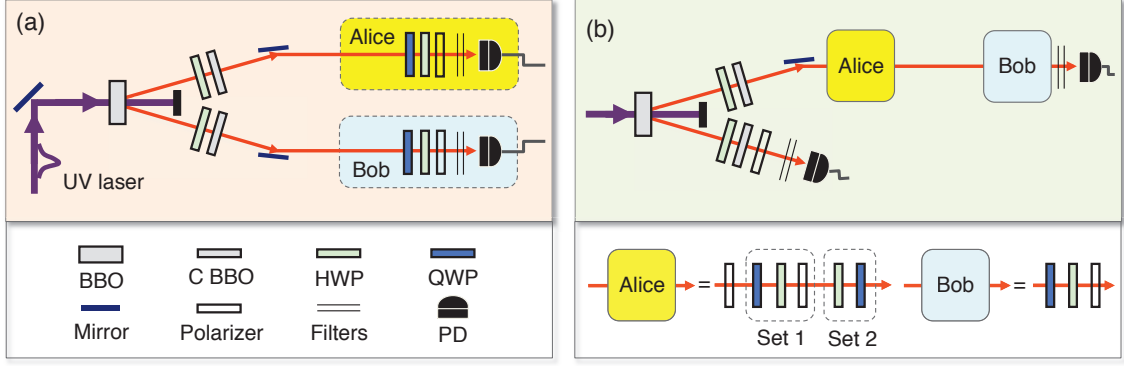 (a)
Alice
Bob
UV laser
BBO
C BBO
HWP
QWP
Mirror
Polarizer
Filters
PD
(b)
Alice
Bob
Alice
=
Set 1
Set 2
Bob
=